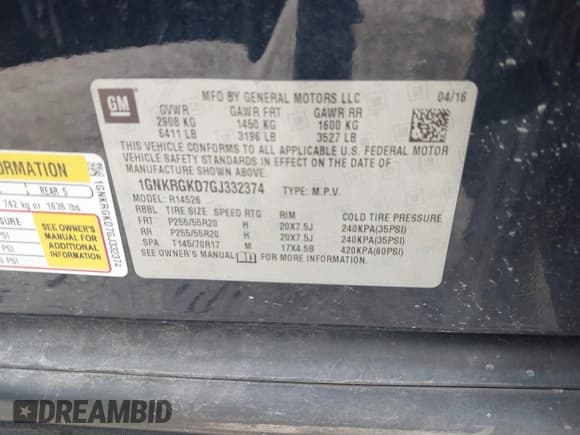 GM
MFD BY GENERAL MOTORS LLC 04/16
GVWR GAWR FRT GAWR RR
2908 KG 1450 KG 1600 KG
6411 LB 3196 LB 3527 LB
THIS VEHICLE CONFORMS TO ALL APPLICABLE U.S. FEDERAL MOTOR
VEHICLE SAFETY STANDARDS IN EFFECT ON THE DATE OF
MANUFACTURE SHOWN ABOVE.
1GNKRGKD7GJ332374 TYPE: M.P.V.
MODEL: R14526
RBBL TIRE SIZE SPEED RTG RIM COLD TIRE PRESSURE
FRT P255/55R20 H 20X7.5J 240KPA(35PSI)
RR P255/55R20 H 20X7.5J 240KPA(35PSI)
SPA T145/70R17 M 17X4.5B 420KPA(60PSI)
SEE OWNER'S MANUAL FOR MORE INFORMATION.
FORMATION
REAR 5
742 kg or 1636 lbs
SURE
PSI
PSI
PSI
SEE OWNER'S
MANUAL FOR
ADDITIONAL
INFORMATION
1GNKRGKD7GJ332374
DREAMBID